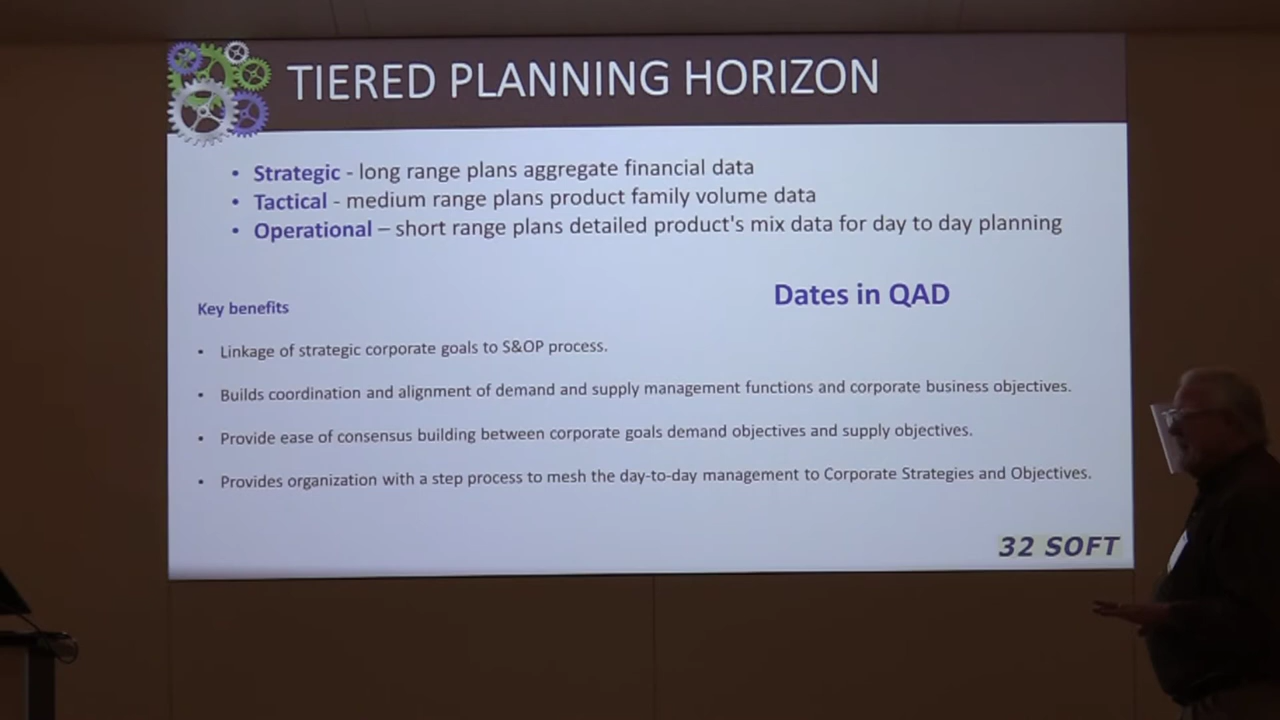 TIERED PLANNING HORIZON
• Strategic - long range plans aggregate financial data
• Tactical - medium range plans product family volume data
• Operational – short range plans detailed product's mix data for day to day planning
Dates in QAD
Key benefits
• Linkage of strategic corporate goals to S&OP process.
• Builds coordination and alignment of demand and supply management functions and corporate business objectives.
• Provide ease of consensus building between corporate goals demand objectives and supply objectives.
• Provides organization with a step process to mesh the day-to-day management to Corporate Strategies and Objectives.
32 SOFT